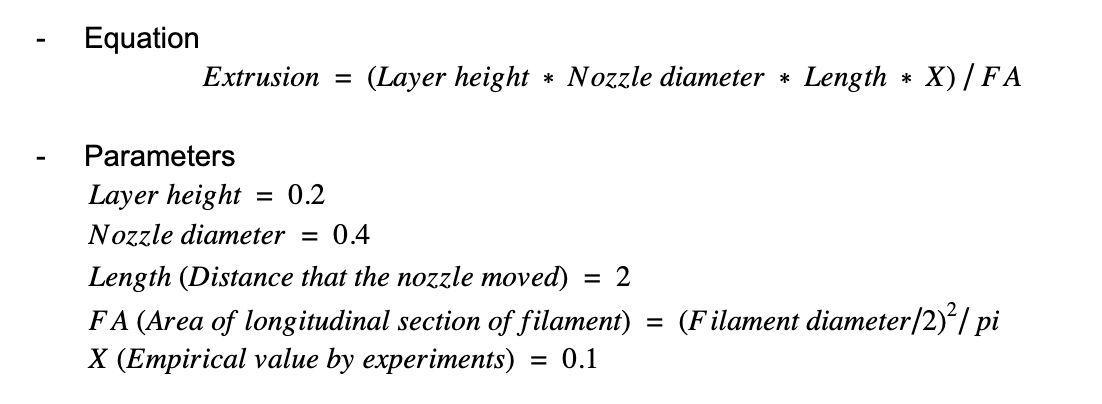 - Equation
Extrusion = (Layer height * Nozzle diameter * Length * X) / FA
- Parameters
Layer height = 0.2
Nozzle diameter = 0.4
Length (Distance that the nozzle moved) = 2
FA (Area of longitudinal section of filament) = (Filament diameter/2)²/ pi
X (Empirical value by experiments) = 0.1